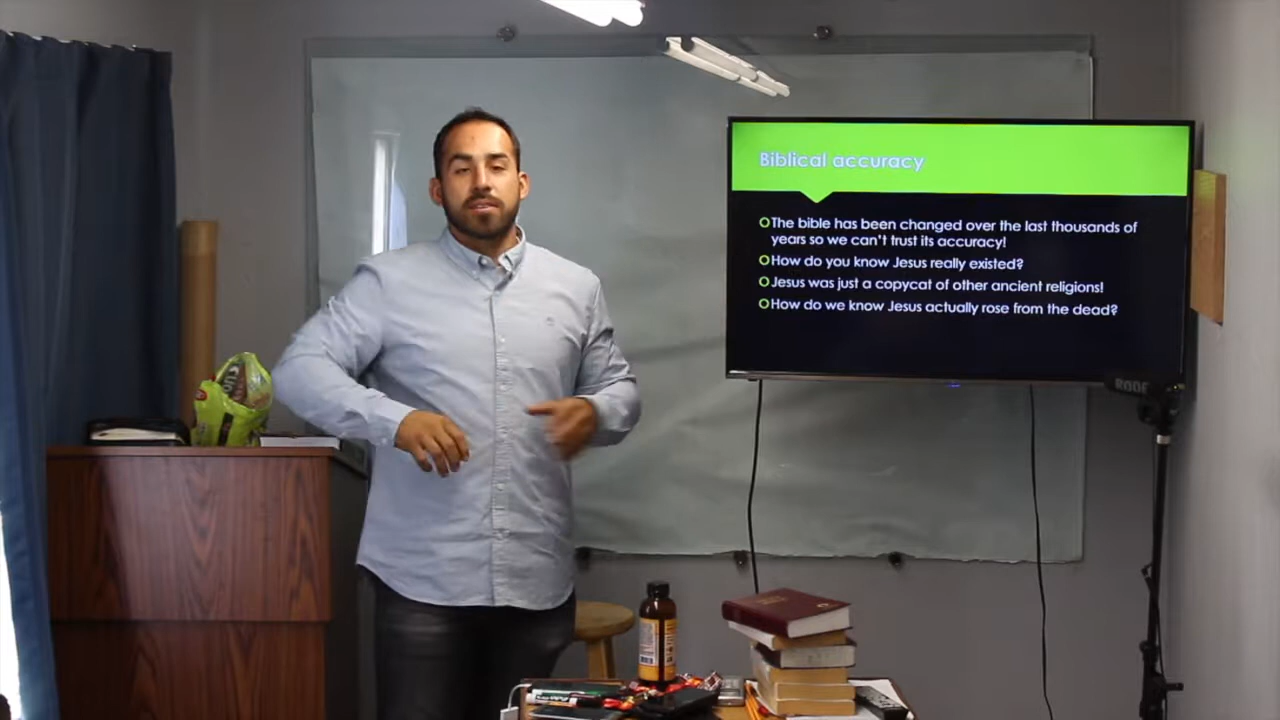 Biblical accuracy
The bible has been changed over the last thousands of
years so we can't trust its accuracy!
How do you know Jesus really existed?
Jesus was just a copycat of other ancient religions!
How do we know Jesus actually rose from the dead?
RODE